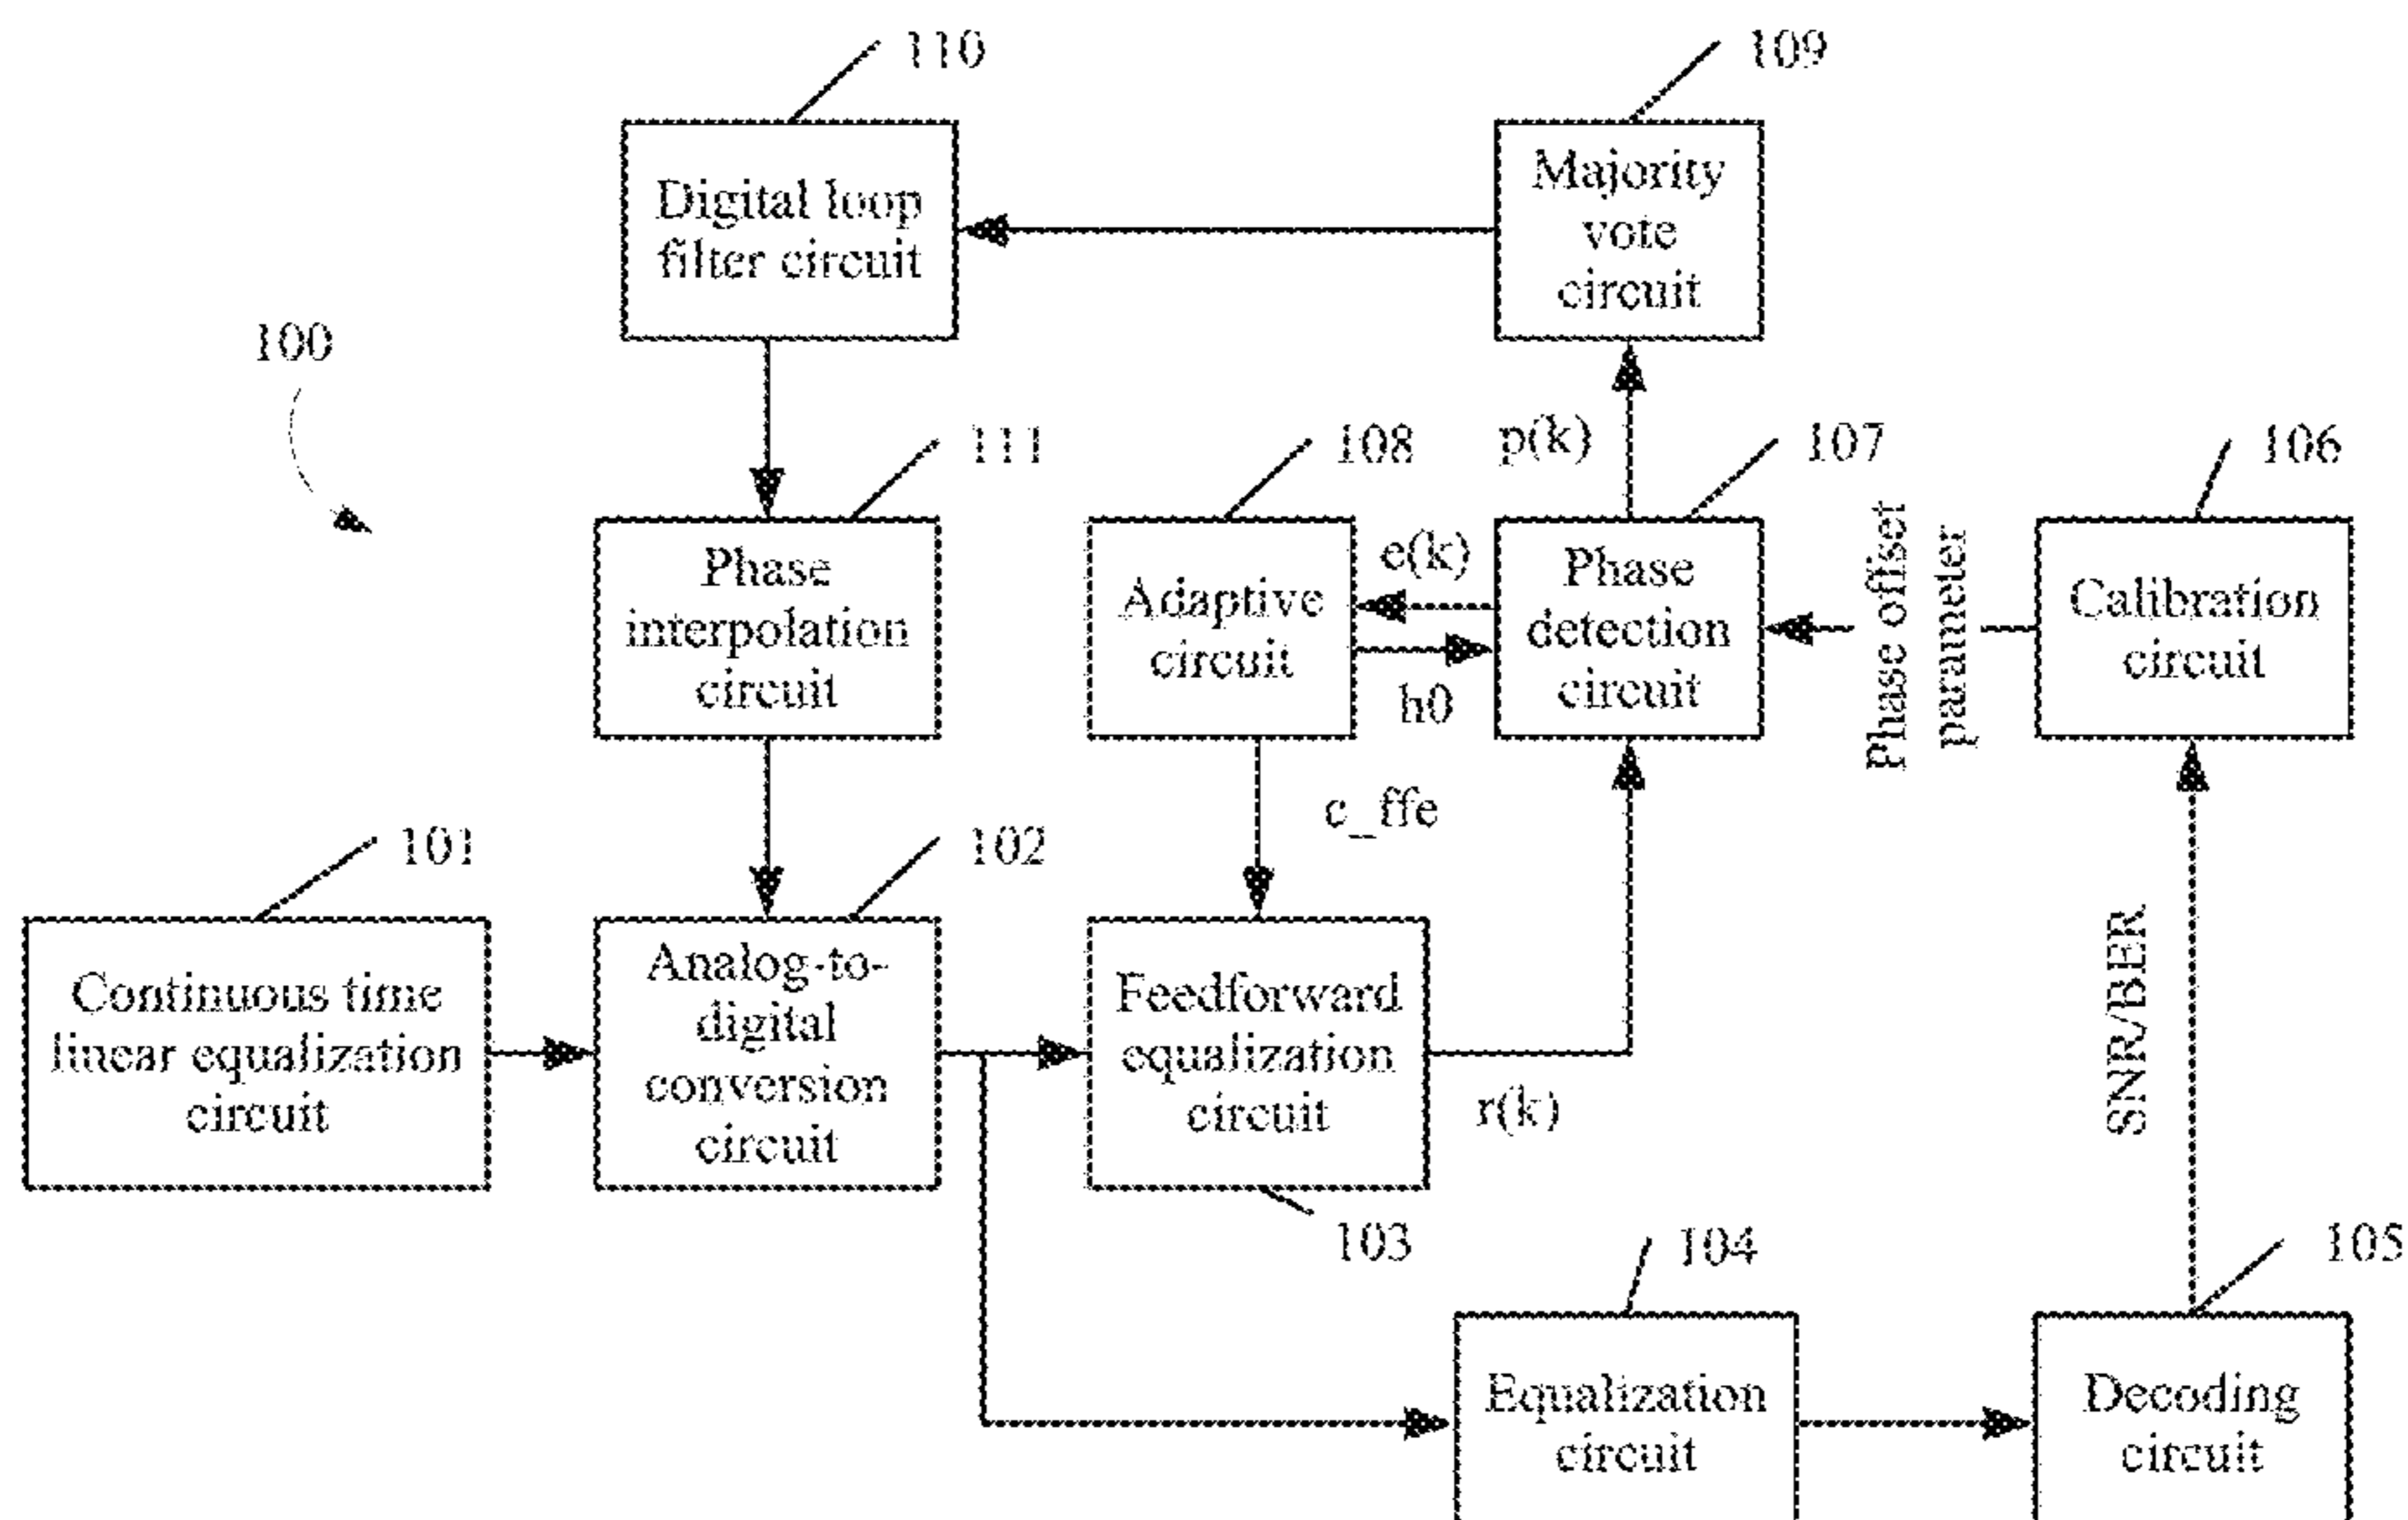 110
109
Digital loop
filter circuit
Majority
vote
circuit
100
111
108
p(k)
107
106
Phase
interpolation
circuit
Adaptive
circuit
e(k)
h0
Phase
detection
circuit
Phase offset
parameter
Calibration
circuit
c_ffe
101
102
Continuous time
linear equalization
circuit
Analog-to-
digital
conversion
circuit
Feedforward
equalization
circuit
r(k)
SNR/BER
103
104
105
Equalization
circuit
Decoding
circuit